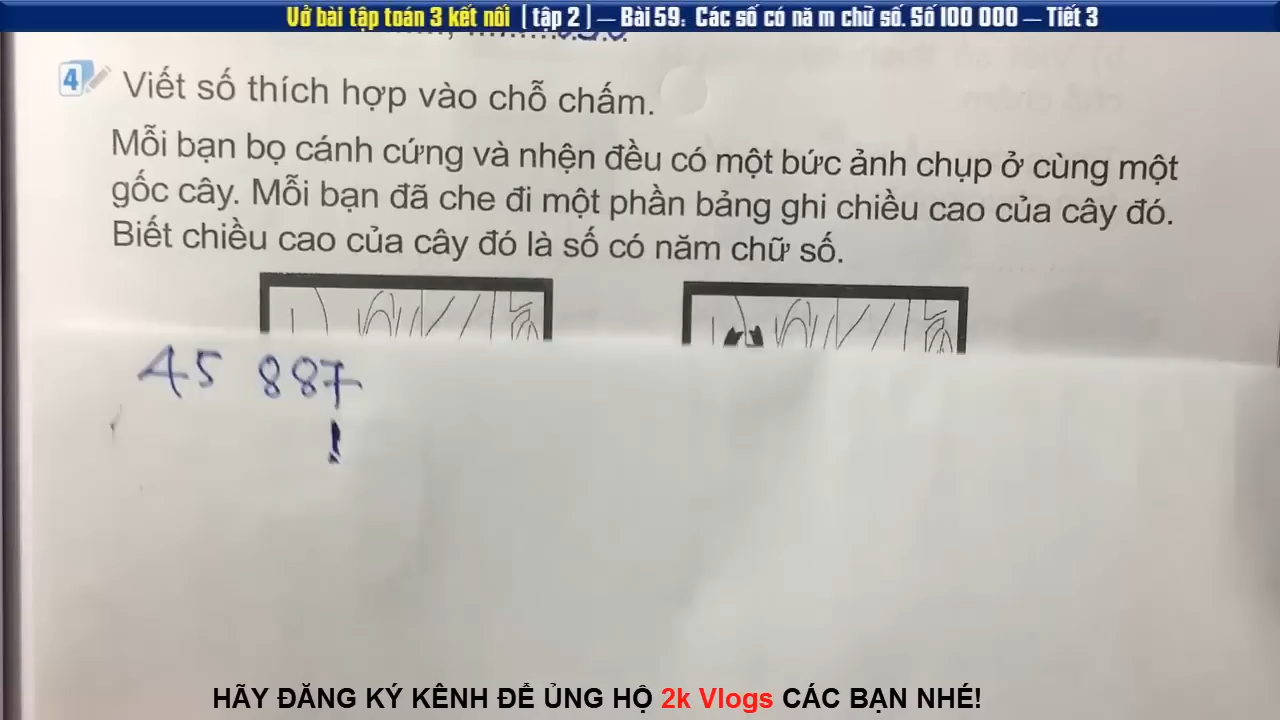 Vở bài tập toán 3 kết nối ( tập 2 ) – Bài 59: Các số có nă m chữ số. Số 100 000 – Tiết 3
4 Viết số thích hợp vào chỗ chấm.
Mỗi bạn bọ cánh cứng và nhện đều có một bức ảnh chụp ở cùng một
gốc cây. Mỗi bạn đã che đi một phần bảng ghi chiều cao của cây đó.
Biết chiều cao của cây đó là số có năm chữ số.
45 887
HÃY ĐĂNG KÝ KÊNH ĐỂ ỦNG HỘ 2k Vlogs CÁC BẠN NHÉ!